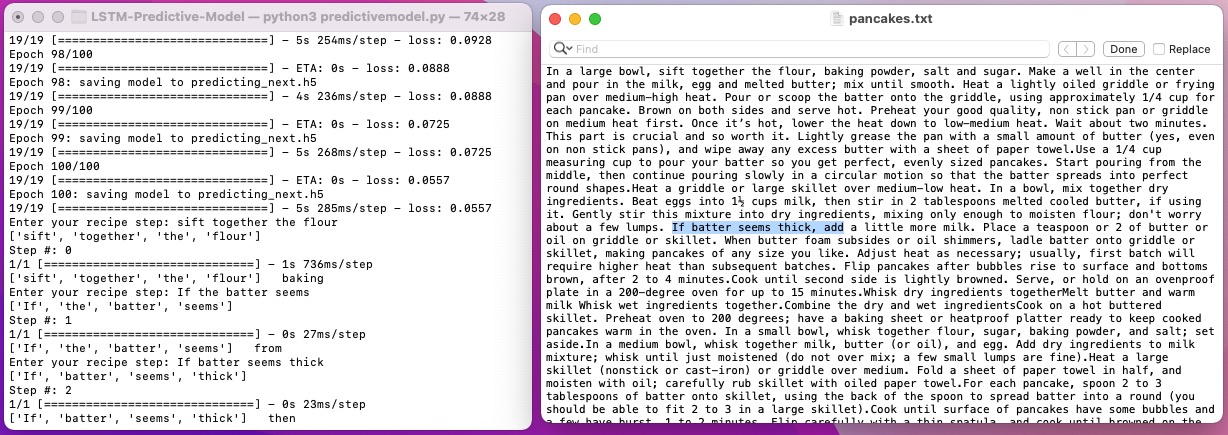 LSTM-Predictive-Model — python3 predictivemodel.py — 74×28
19/19 [==============================] - 5s 254ms/step - loss: 0.0928
Epoch 98/100
19/19 [==============================] - ETA: 0s - loss: 0.0888
Epoch 98: saving model to predicting_next.h5
19/19 [==============================] - 4s 236ms/step - loss: 0.0888
Epoch 99/100
19/19 [==============================] - ETA: 0s - loss: 0.0725
Epoch 99: saving model to predicting_next.h5
19/19 [==============================] - 5s 268ms/step - loss: 0.0725
Epoch 100/100
19/19 [==============================] - ETA: 0s - loss: 0.0557
Epoch 100: saving model to predicting_next.h5
19/19 [==============================] - 5s 285ms/step - loss: 0.0557
Enter your recipe step: sift together the flour
['sift', 'together', 'the', 'flour']
Step #: 0
1/1 [==============================] - 1s 736ms/step
['sift', 'together', 'the', 'flour']   baking
Enter your recipe step: If the batter seems
['If', 'the', 'batter', 'seems']
Step #: 1
1/1 [==============================] - 0s 27ms/step
['If', 'the', 'batter', 'seems']   from
Enter your recipe step: If batter seems thick
['If', 'batter', 'seems', 'thick']
Step #: 2
1/1 [==============================] - 0s 23ms/step
['If', 'batter', 'seems', 'thick']   then
pancakes.txt
Find
Done
Replace
In a large bowl, sift together the flour, baking powder, salt and sugar. Make a well in the center
and pour in the milk, egg and melted butter; mix until smooth. Heat a lightly oiled griddle or frying
pan over medium-high heat. Pour or scoop the batter onto the griddle, using approximately 1/4 cup for
each pancake. Brown on both sides and serve hot. Preheat your good quality, non stick pan or griddle
on medium heat first. Once it's hot, lower the heat down to low-medium heat. Wait about two minutes.
This part is crucial and so worth it. Lightly grease the pan with a small amount of butter (yes, even
on non stick pans), and wipe away any excess butter with a sheet of paper towel.Use a 1/4 cup
measuring cup to pour your batter so you get perfect, evenly sized pancakes. Start pouring from the
middle, then continue pouring slowly in a circular motion so that the batter spreads into perfect
round shapes.Heat a griddle or large skillet over medium-low heat. In a bowl, mix together dry
ingredients. Beat eggs into 1½ cups milk, then stir in 2 tablespoons melted cooled butter, if using
it. Gently stir this mixture into dry ingredients, mixing only enough to moisten flour; don't worry
about a few lumps. If batter seems thick, add a little more milk. Place a teaspoon or 2 of butter or
oil on griddle or skillet. When butter foam subsides or oil shimmers, ladle batter onto griddle or
skillet, making pancakes of any size you like. Adjust heat as necessary; usually, first batch will
require higher heat than subsequent batches. Flip pancakes after bubbles rise to surface and bottoms
brown, after 2 to 4 minutes.Cook until second side is lightly browned. Serve, or hold on an ovenproof
plate in a 200-degree oven for up to 15 minutes.Whisk dry ingredients togetherMelt butter and warm
milk Whisk wet ingredients together.Combine the dry and wet ingredientsCook on a hot buttered
skillet. Preheat oven to 200 degrees; have a baking sheet or heatproof platter ready to keep cooked
pancakes warm in the oven. In a small bowl, whisk together flour, sugar, baking powder, and salt; set
aside.In a medium bowl, whisk together milk, butter (or oil), and egg. Add dry ingredients to milk
mixture; whisk until just moistened (do not over mix; a few small lumps are fine).Heat a large
skillet (nonstick or cast-iron) or griddle over medium. Fold a sheet of paper towel in half, and
moisten with oil; carefully rub skillet with oiled paper towel.For each pancake, spoon 2 to 3
tablespoons of batter onto skillet, using the back of the spoon to spread batter into a round (you
should be able to fit 2 to 3 in a large skillet).Cook until surface of pancakes have some bubbles and
a few have burst, 1 to 2 minutes. Flip carefully with a thin spatula, and cook until browned on the